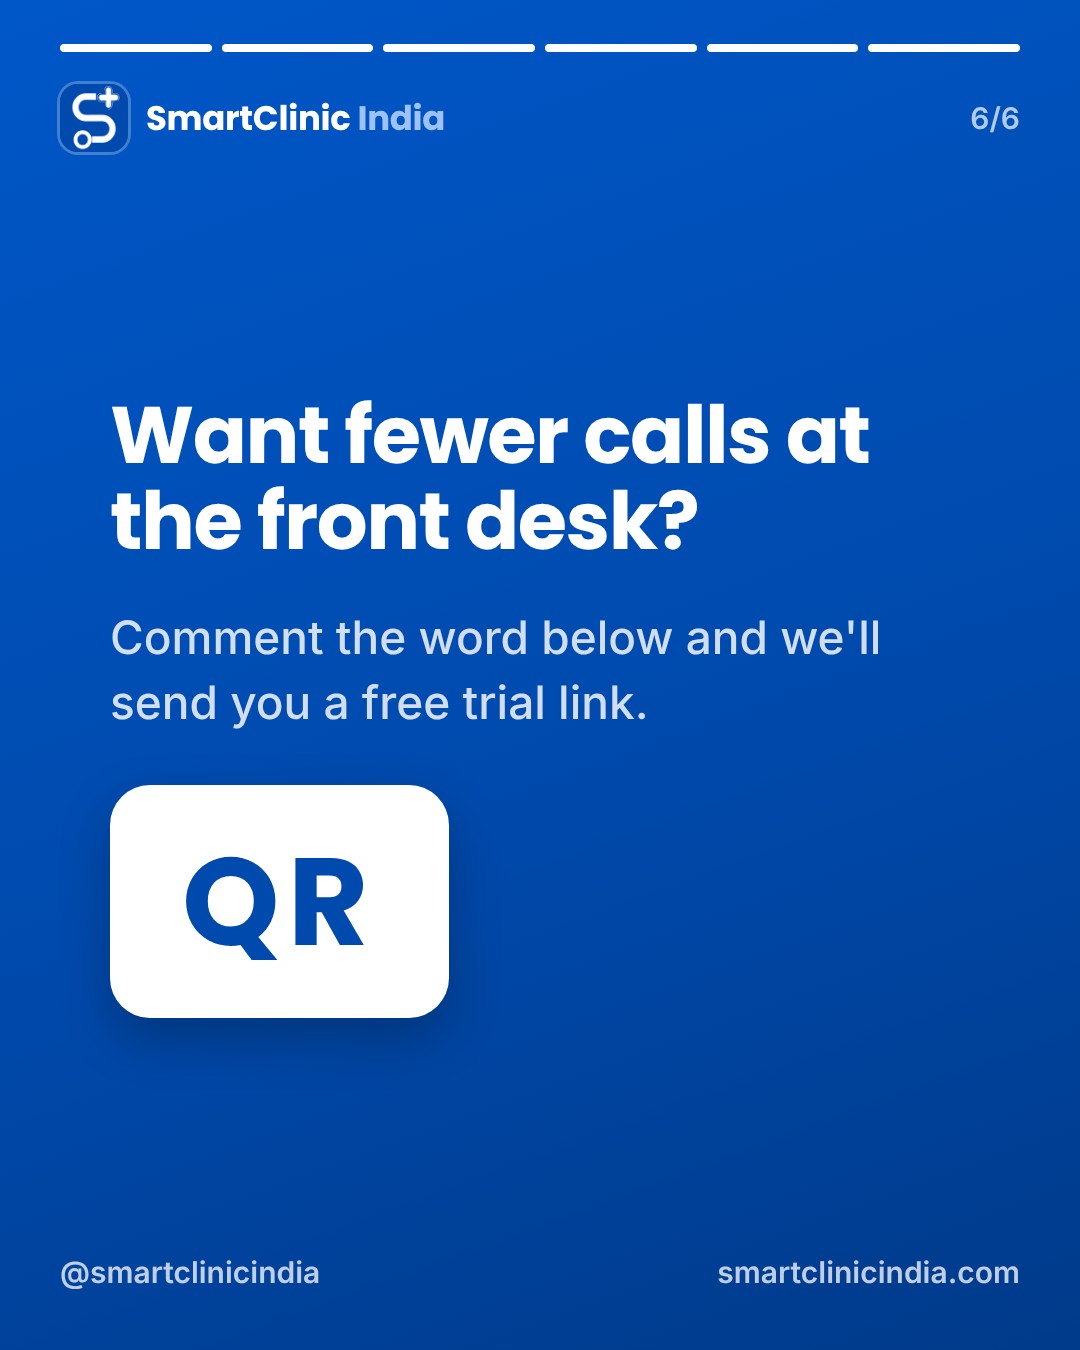 SmartClinic India
6/6
Want fewer calls at
the front desk?
Comment the word below and we'll
send you a free trial link.
QR
@smartclinicindia
smartclinicindia.com